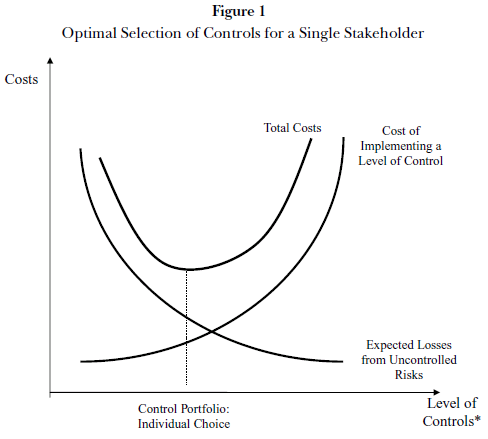 Figure 1
Optimal Selection of Controls for a Single Stakeholder
Costs
Total Costs
Cost of
Implementing a
Level of Control
Expected Losses
from Uncontrolled
Risks
Control Portfolio:
Individual Choice
Level of
Controls*